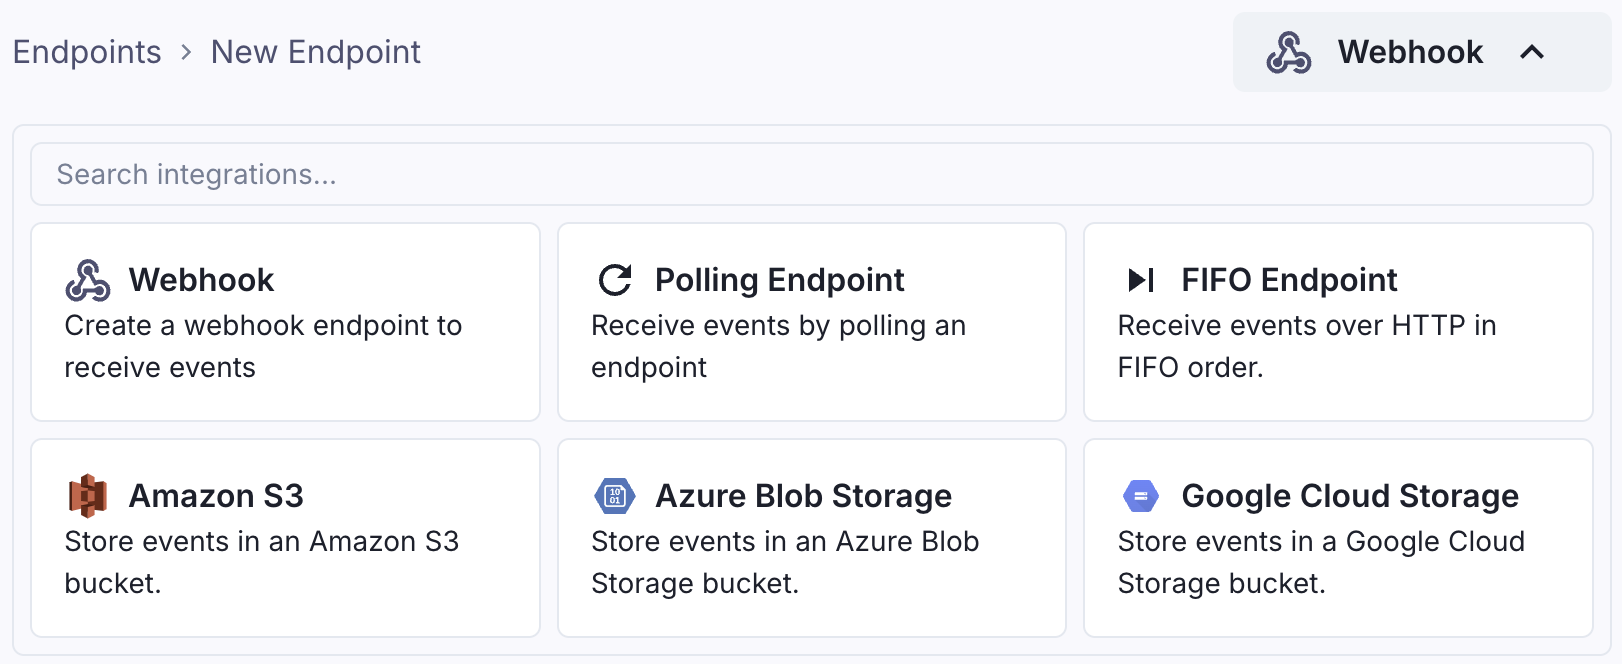 Endpoints > New Endpoint
Webhook
Search integrations...
Webhook
Create a webhook endpoint to
receive events
Polling Endpoint
Receive events by polling an
endpoint
FIFO Endpoint
Receive events over HTTP in
FIFO order.
Amazon S3
Store events in an Amazon S3
bucket.
10
01
Azure Blob Storage
Store events in an Azure Blob
Storage bucket.
Google Cloud Storage
Store events in a Google Cloud
Storage bucket.